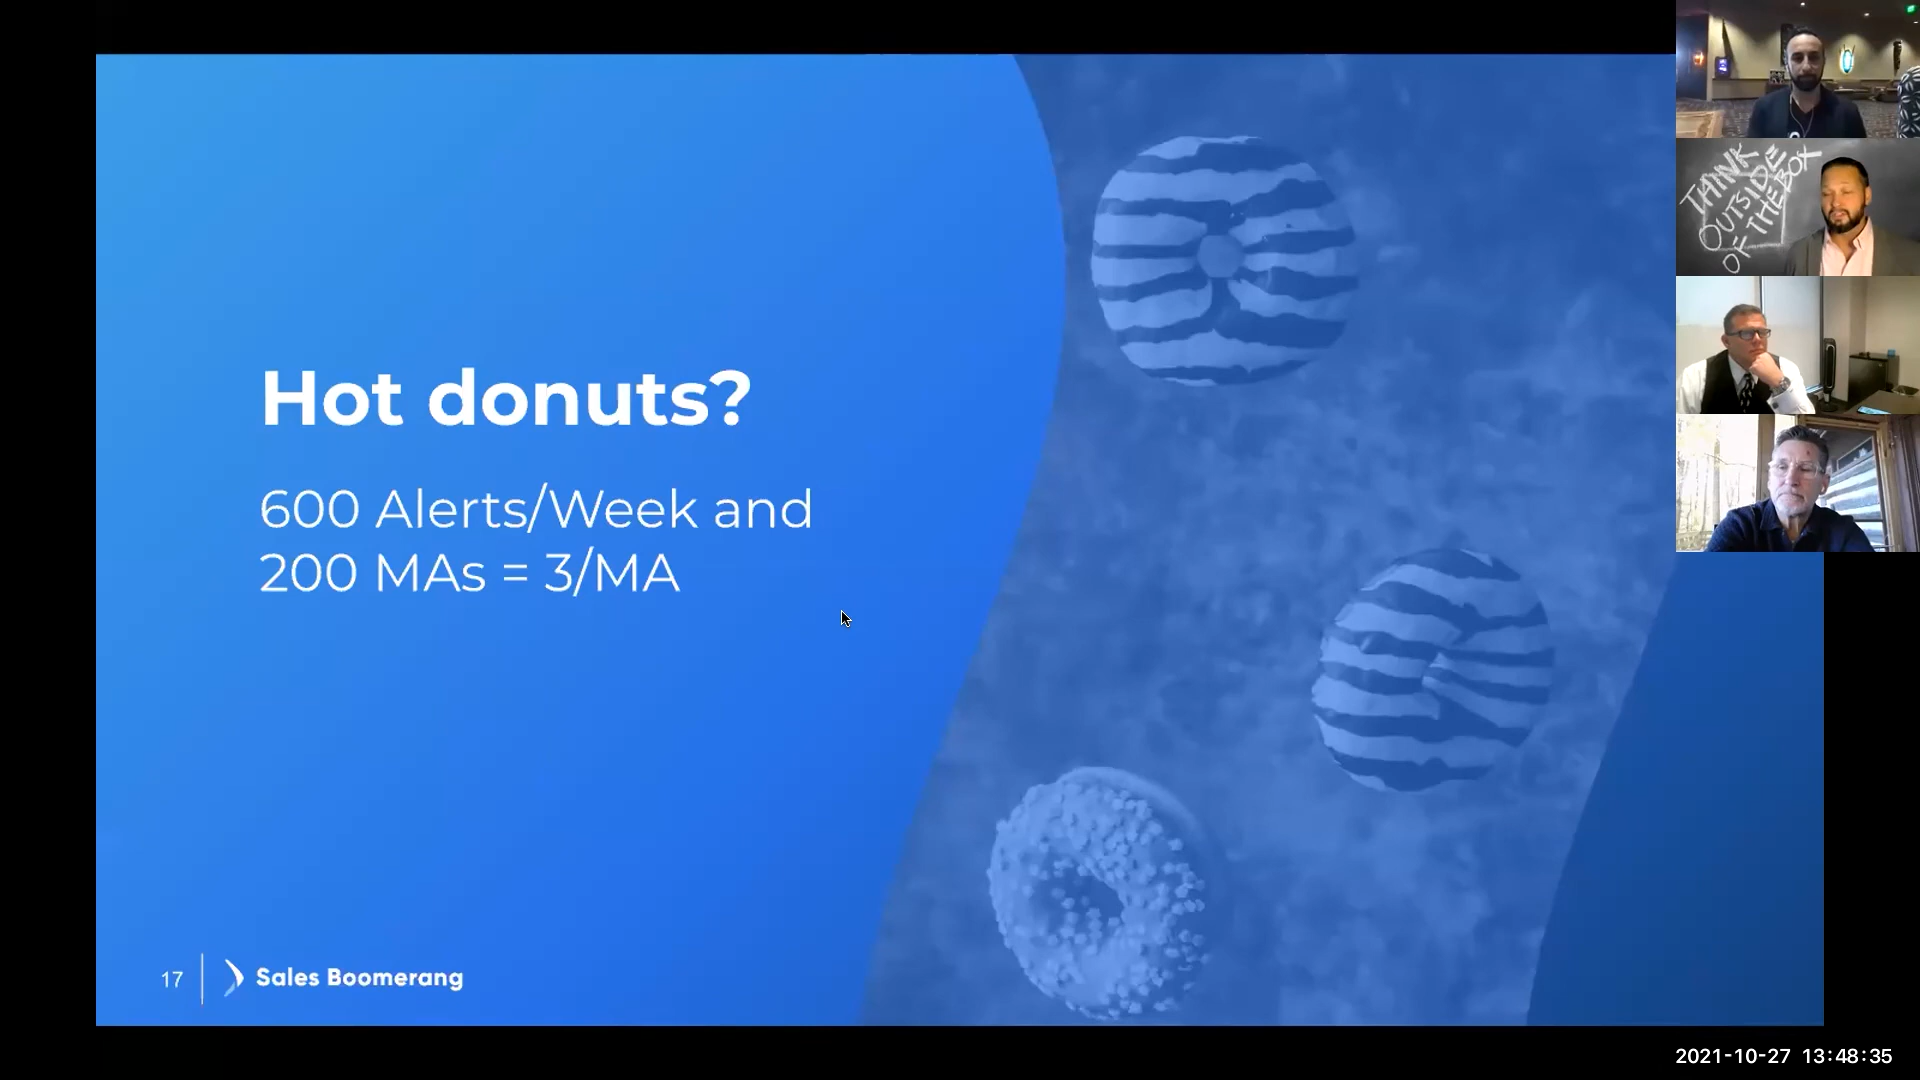 Hot donuts?
600 Alerts/Week and
200 MAs = 3/MA
17
Sales Boomerang
THINK
OUTSIDE
OF THE BOX
2021-10-27 13:48:35